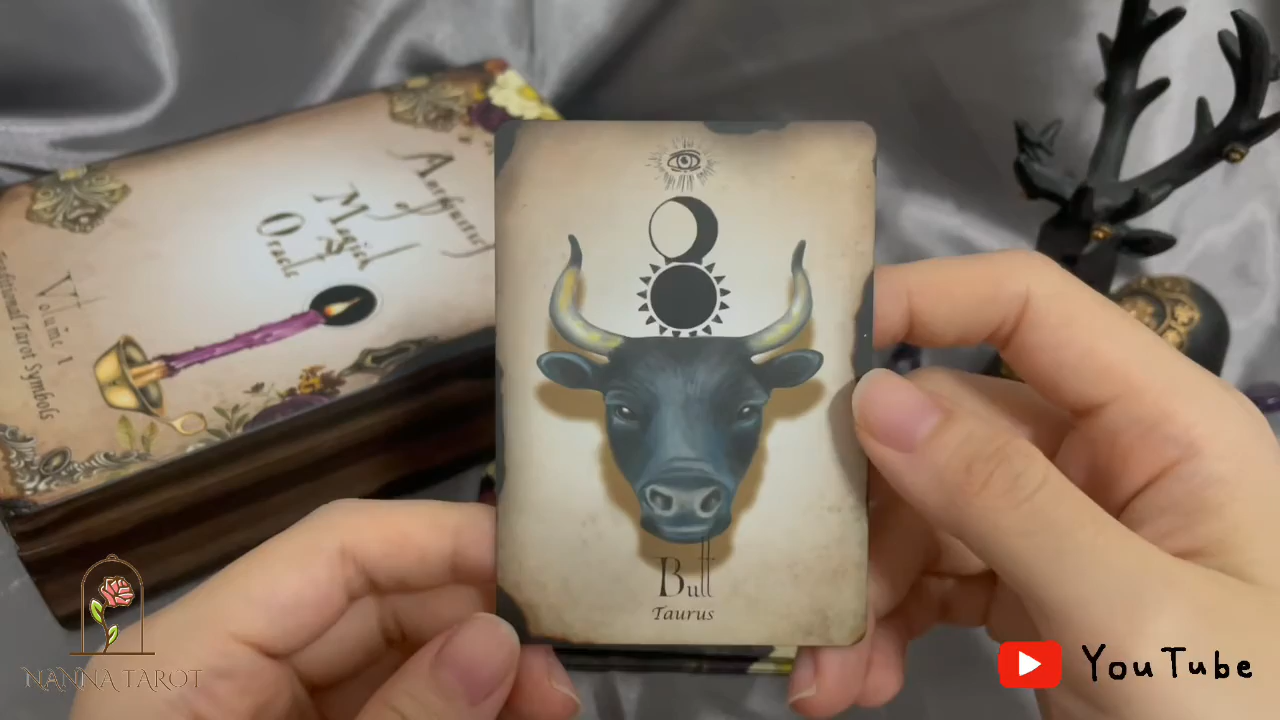 Magical
Oracle
Volume 1
Traditional Tarot Symbols
Bull
Taurus
NANNA TAROT
YouTube